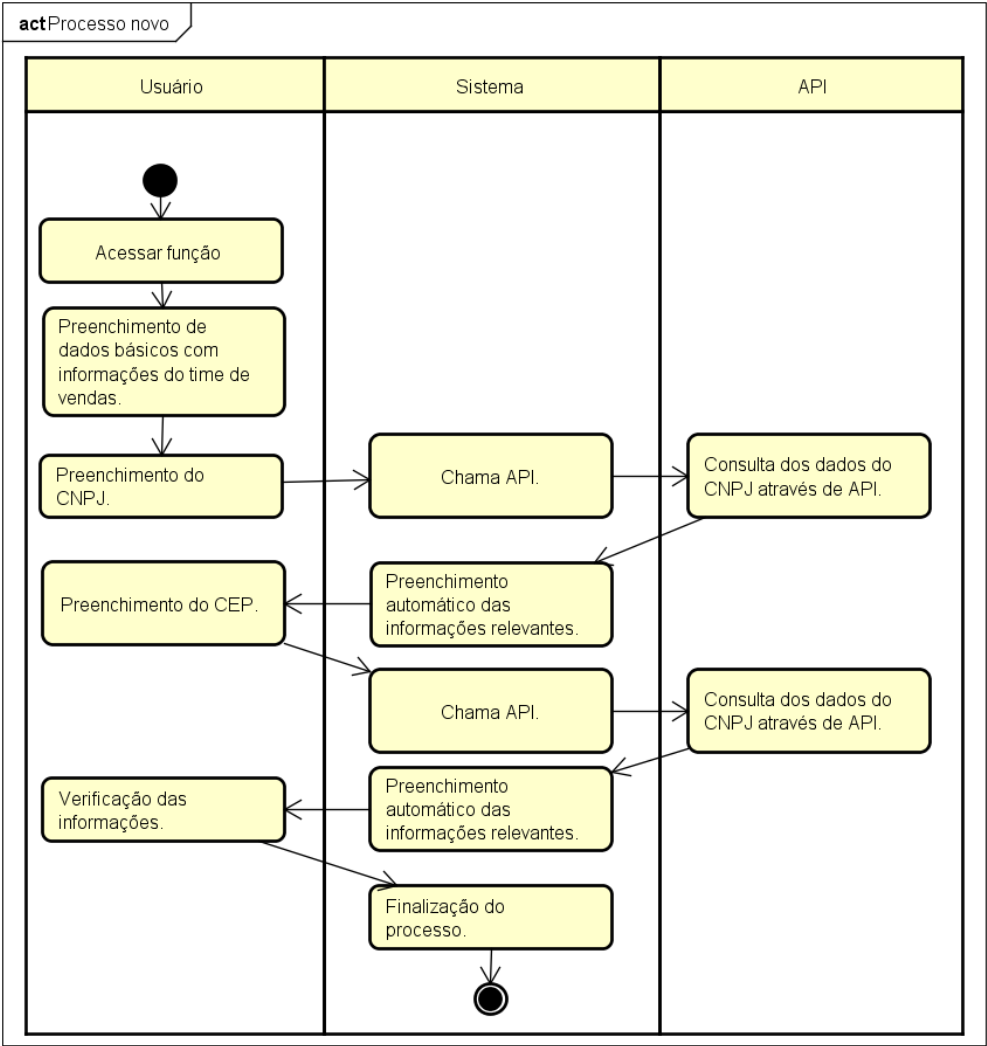 act Processo novo
Usuário
Sistema
API
Acessar função
Preenchimento de
dados básicos com
informações do time de
vendas.
Preenchimento do
CNPJ.
Chama API.
Consulta dos dados do
CNPJ através de API.
Preenchimento
automático das
informações relevantes.
Preenchimento do CEP.
Chama API.
Consulta dos dados do
CNPJ através de API.
Preenchimento
automático das
informações relevantes.
Verificação das
informações.
Finalização do
processo.